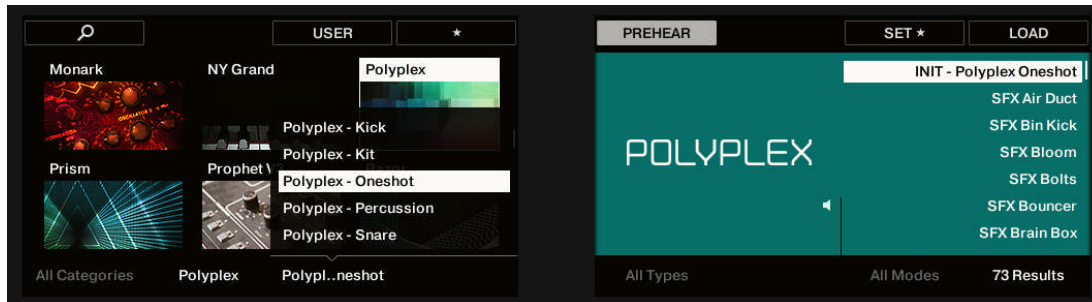 USER
★
Monark
NY Grand
Polyplex
Polyplex - Kick
Polyplex - Kit
Prism
Prophet V
Polyplex - Oneshot
Polyplex - Percussion
Polyplex - Snare
All Categories
Polyplex
Polypl..neshot
PREHEAR
SET ★
LOAD
POLYPLEX
INIT - Polyplex Oneshot
SFX Air Duct
SFX Bin Kick
SFX Bloom
SFX Bolts
SFX Bouncer
SFX Brain Box
All Types
All Modes
73 Results